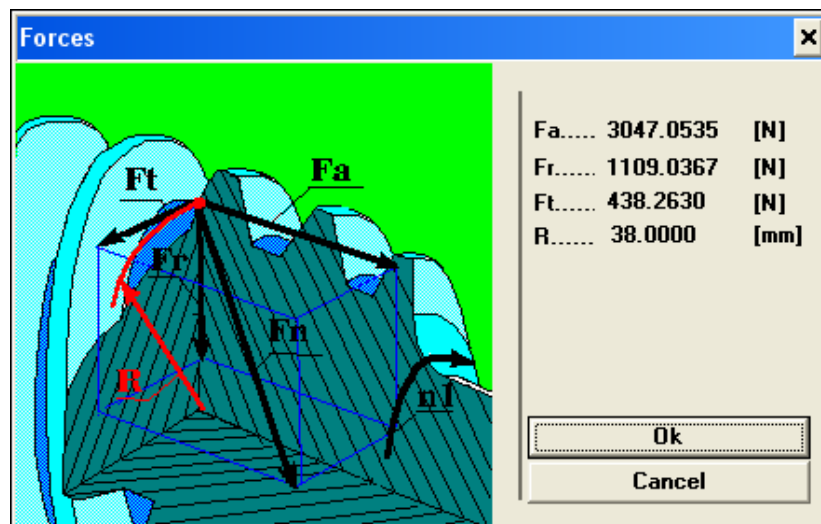 Forces
Ft
Fa
Fr
Fn
R
n1
Fa..... 3047.0535 [N]
Fr..... 1109.0367 [N]
Ft...... 438.2630 [N]
R...... 38.0000 [mm]
Ok
Cancel